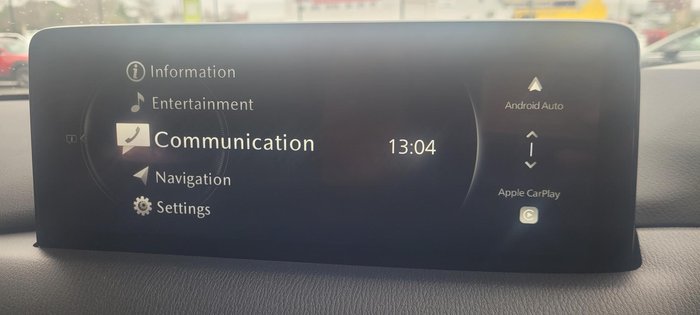 Information
Entertainment
Communication
Navigation
Settings
13:04
Android Auto
Apple CarPlay